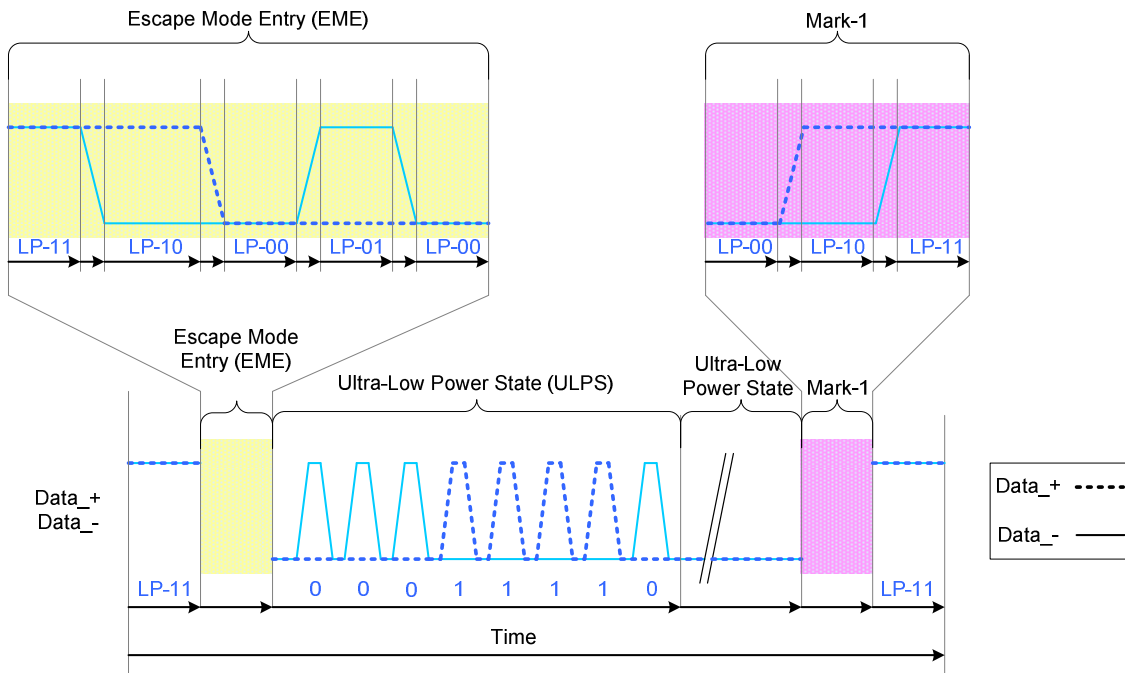 Escape Mode Entry (EME)
Mark-1
LP-11 LP-10 LP-00 LP-01 LP-00
LP-00 LP-10 LP-11
Escape Mode
Entry (EME)
Ultra-Low Power State (ULPS)
Ultra-Low
Power State
Mark-1
Data_+
Data_-
Data_+
Data_-
LP-11 0 0 0 1 1 1 1 0 LP-11
Time